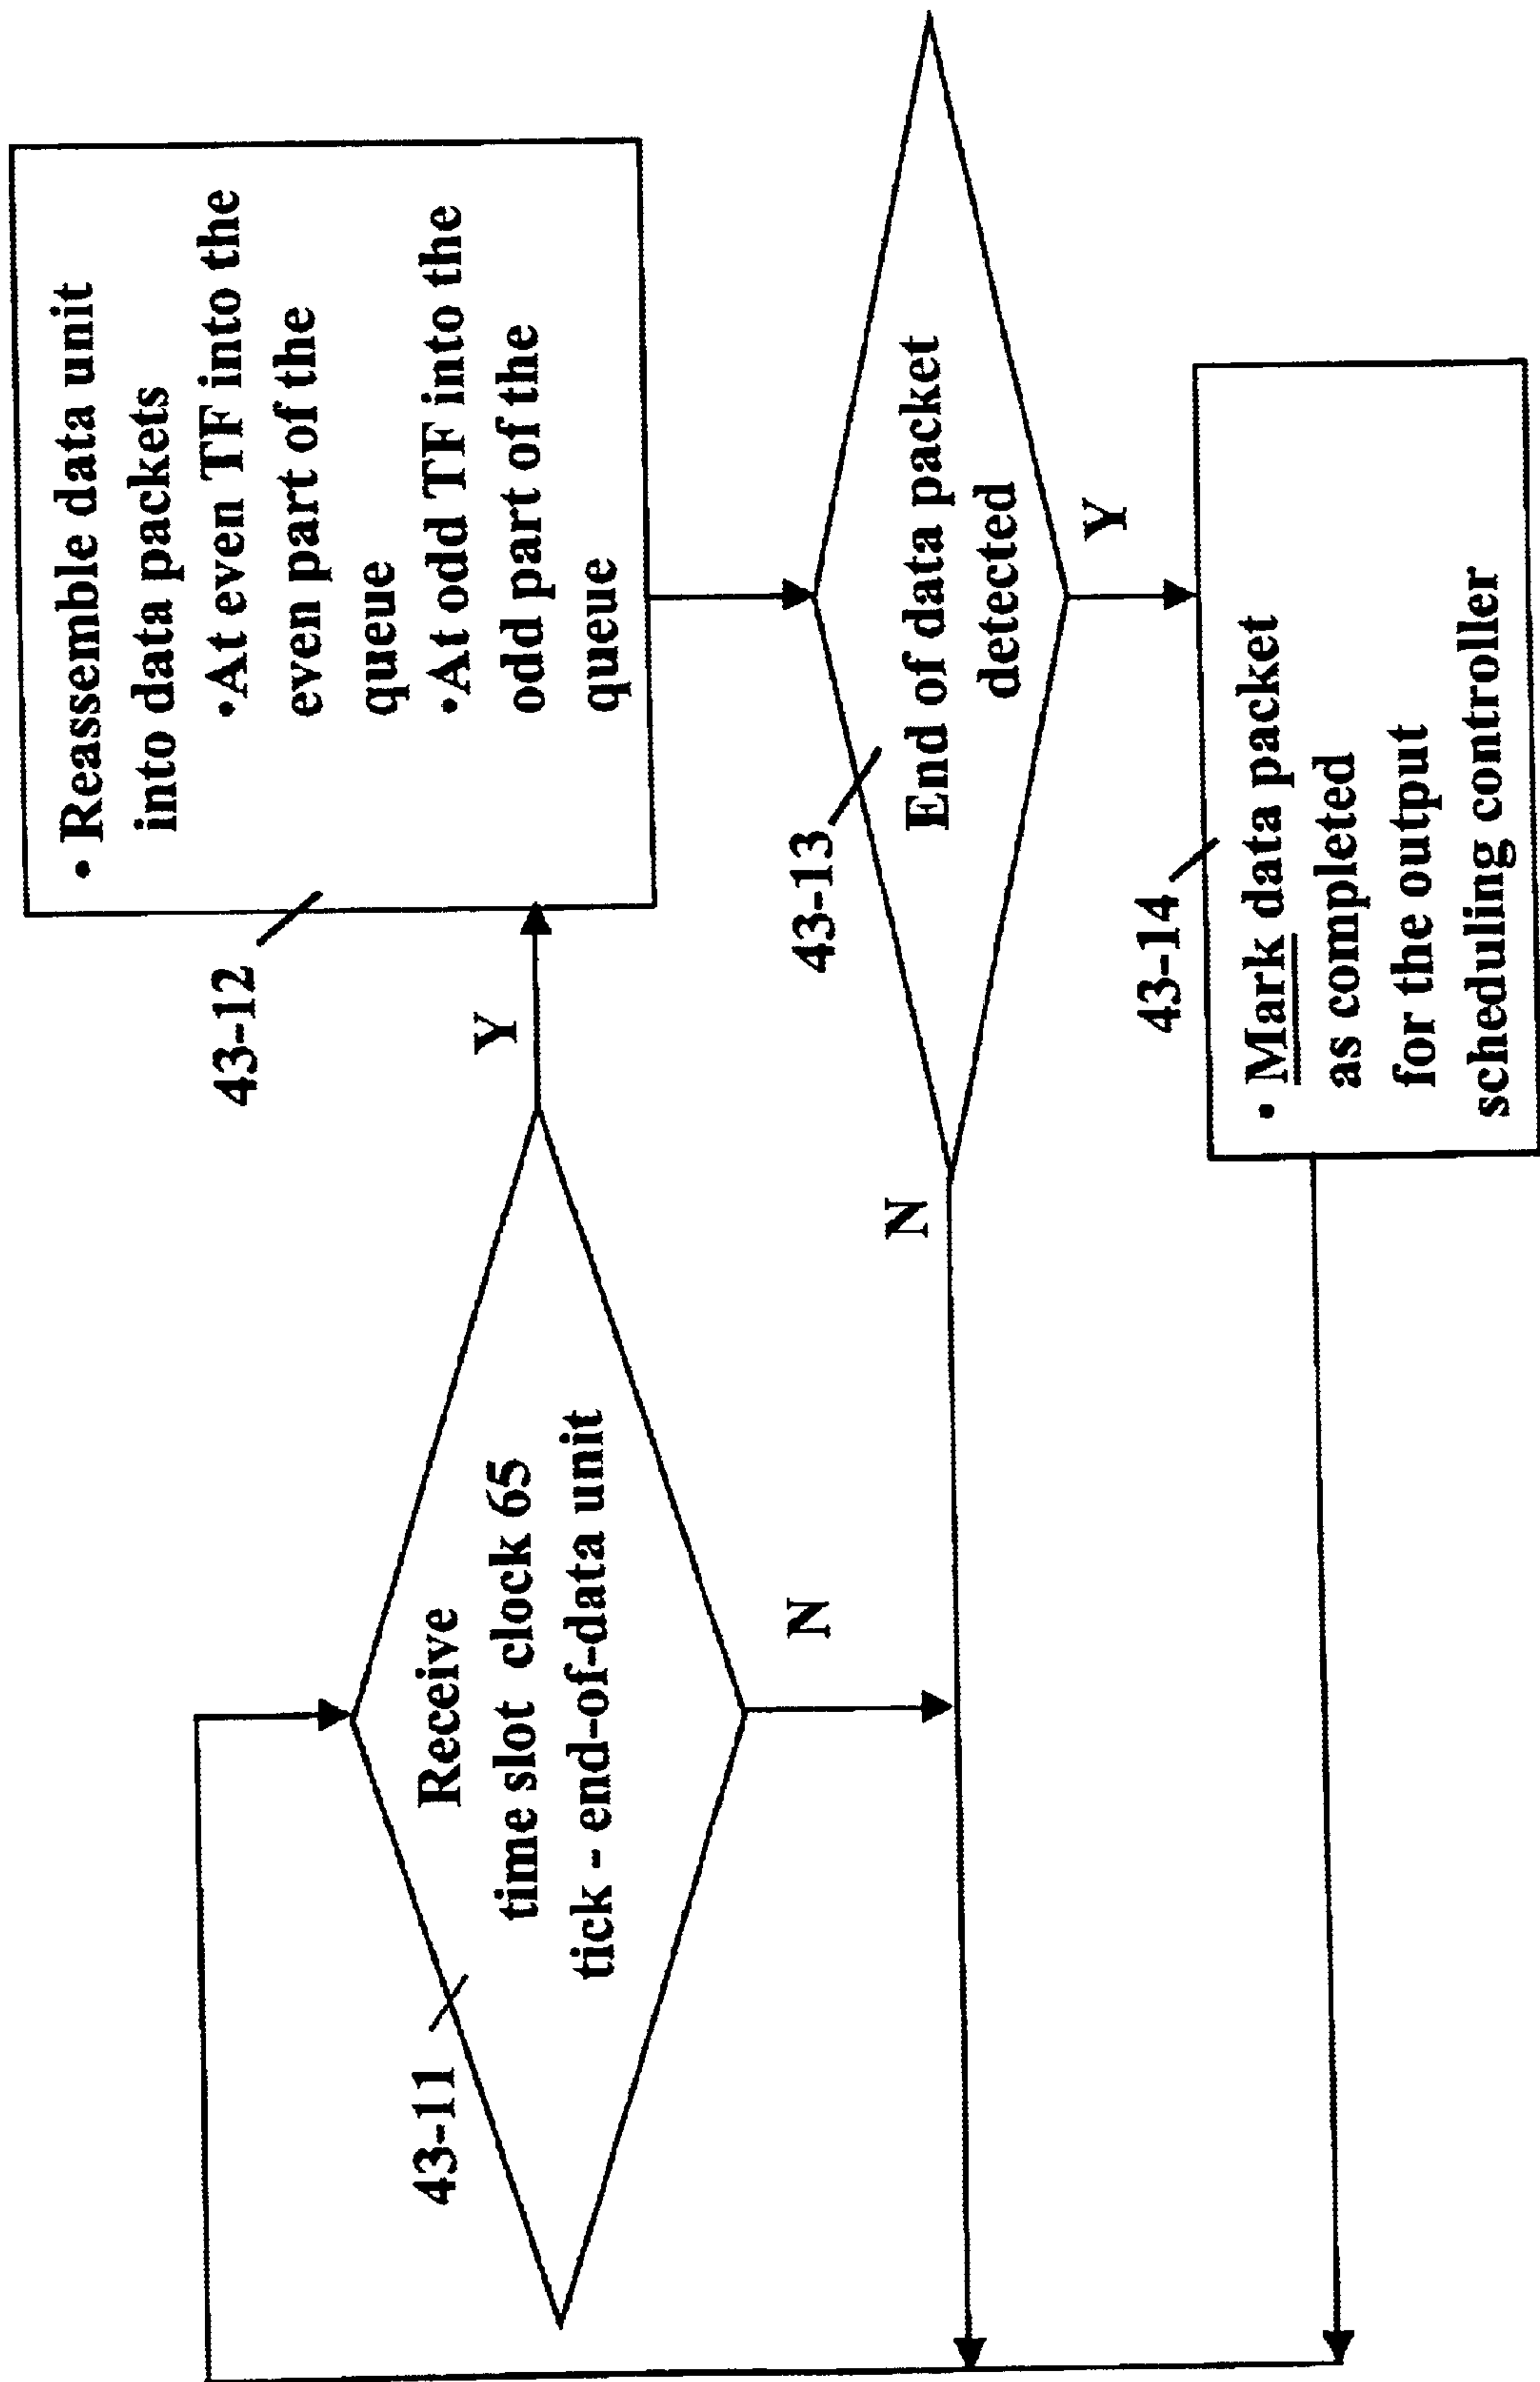 43-11
Receive
time slot clock 65
tick - end-of-data unit
Y
N
43-12
• Reassemble data unit
into data packets
•At even TF into the
even part of the
queue
•At odd TF into the
odd part of the
queue
43-13
End of data packet
detected
N
Y
43-14
• Mark data packet
as completed
for the output
scheduling controller